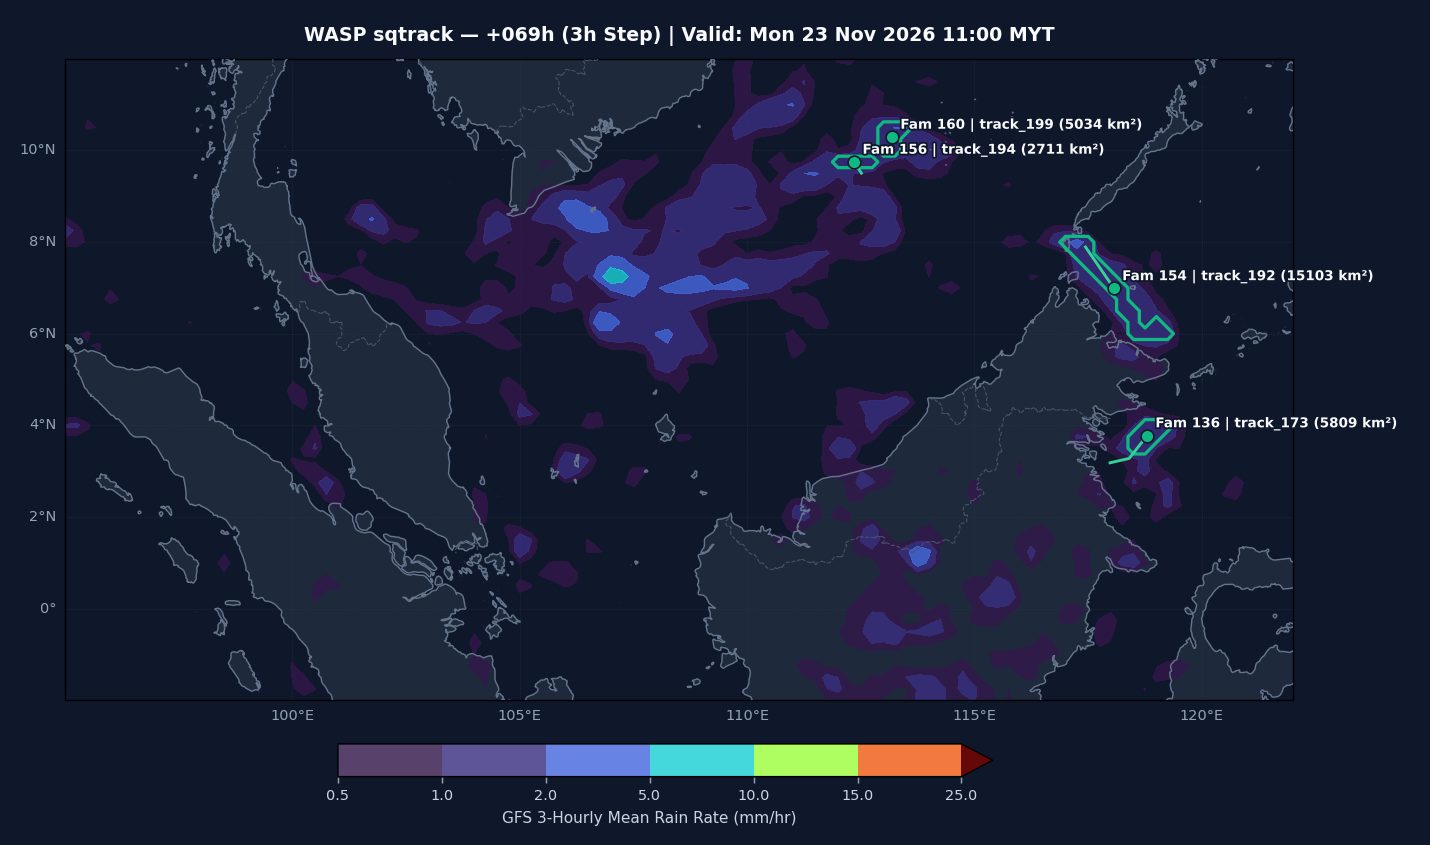 WASP sqtrack — +069h (3h Step) | Valid: Mon 23 Nov 2026 11:00 MYT
Fam 160 | track_199 (5034 km²)
Fam 156 | track_194 (2711 km²)
Fam 154 | track_192 (15103 km²)
Fam 136 | track_173 (5809 km²)
10°N
8°N
6°N
4°N
2°N
0°
100°E 105°E 110°E 115°E 120°E
0.5 1.0 2.0 5.0 10.0 15.0 25.0
GFS 3-Hourly Mean Rain Rate (mm/hr)